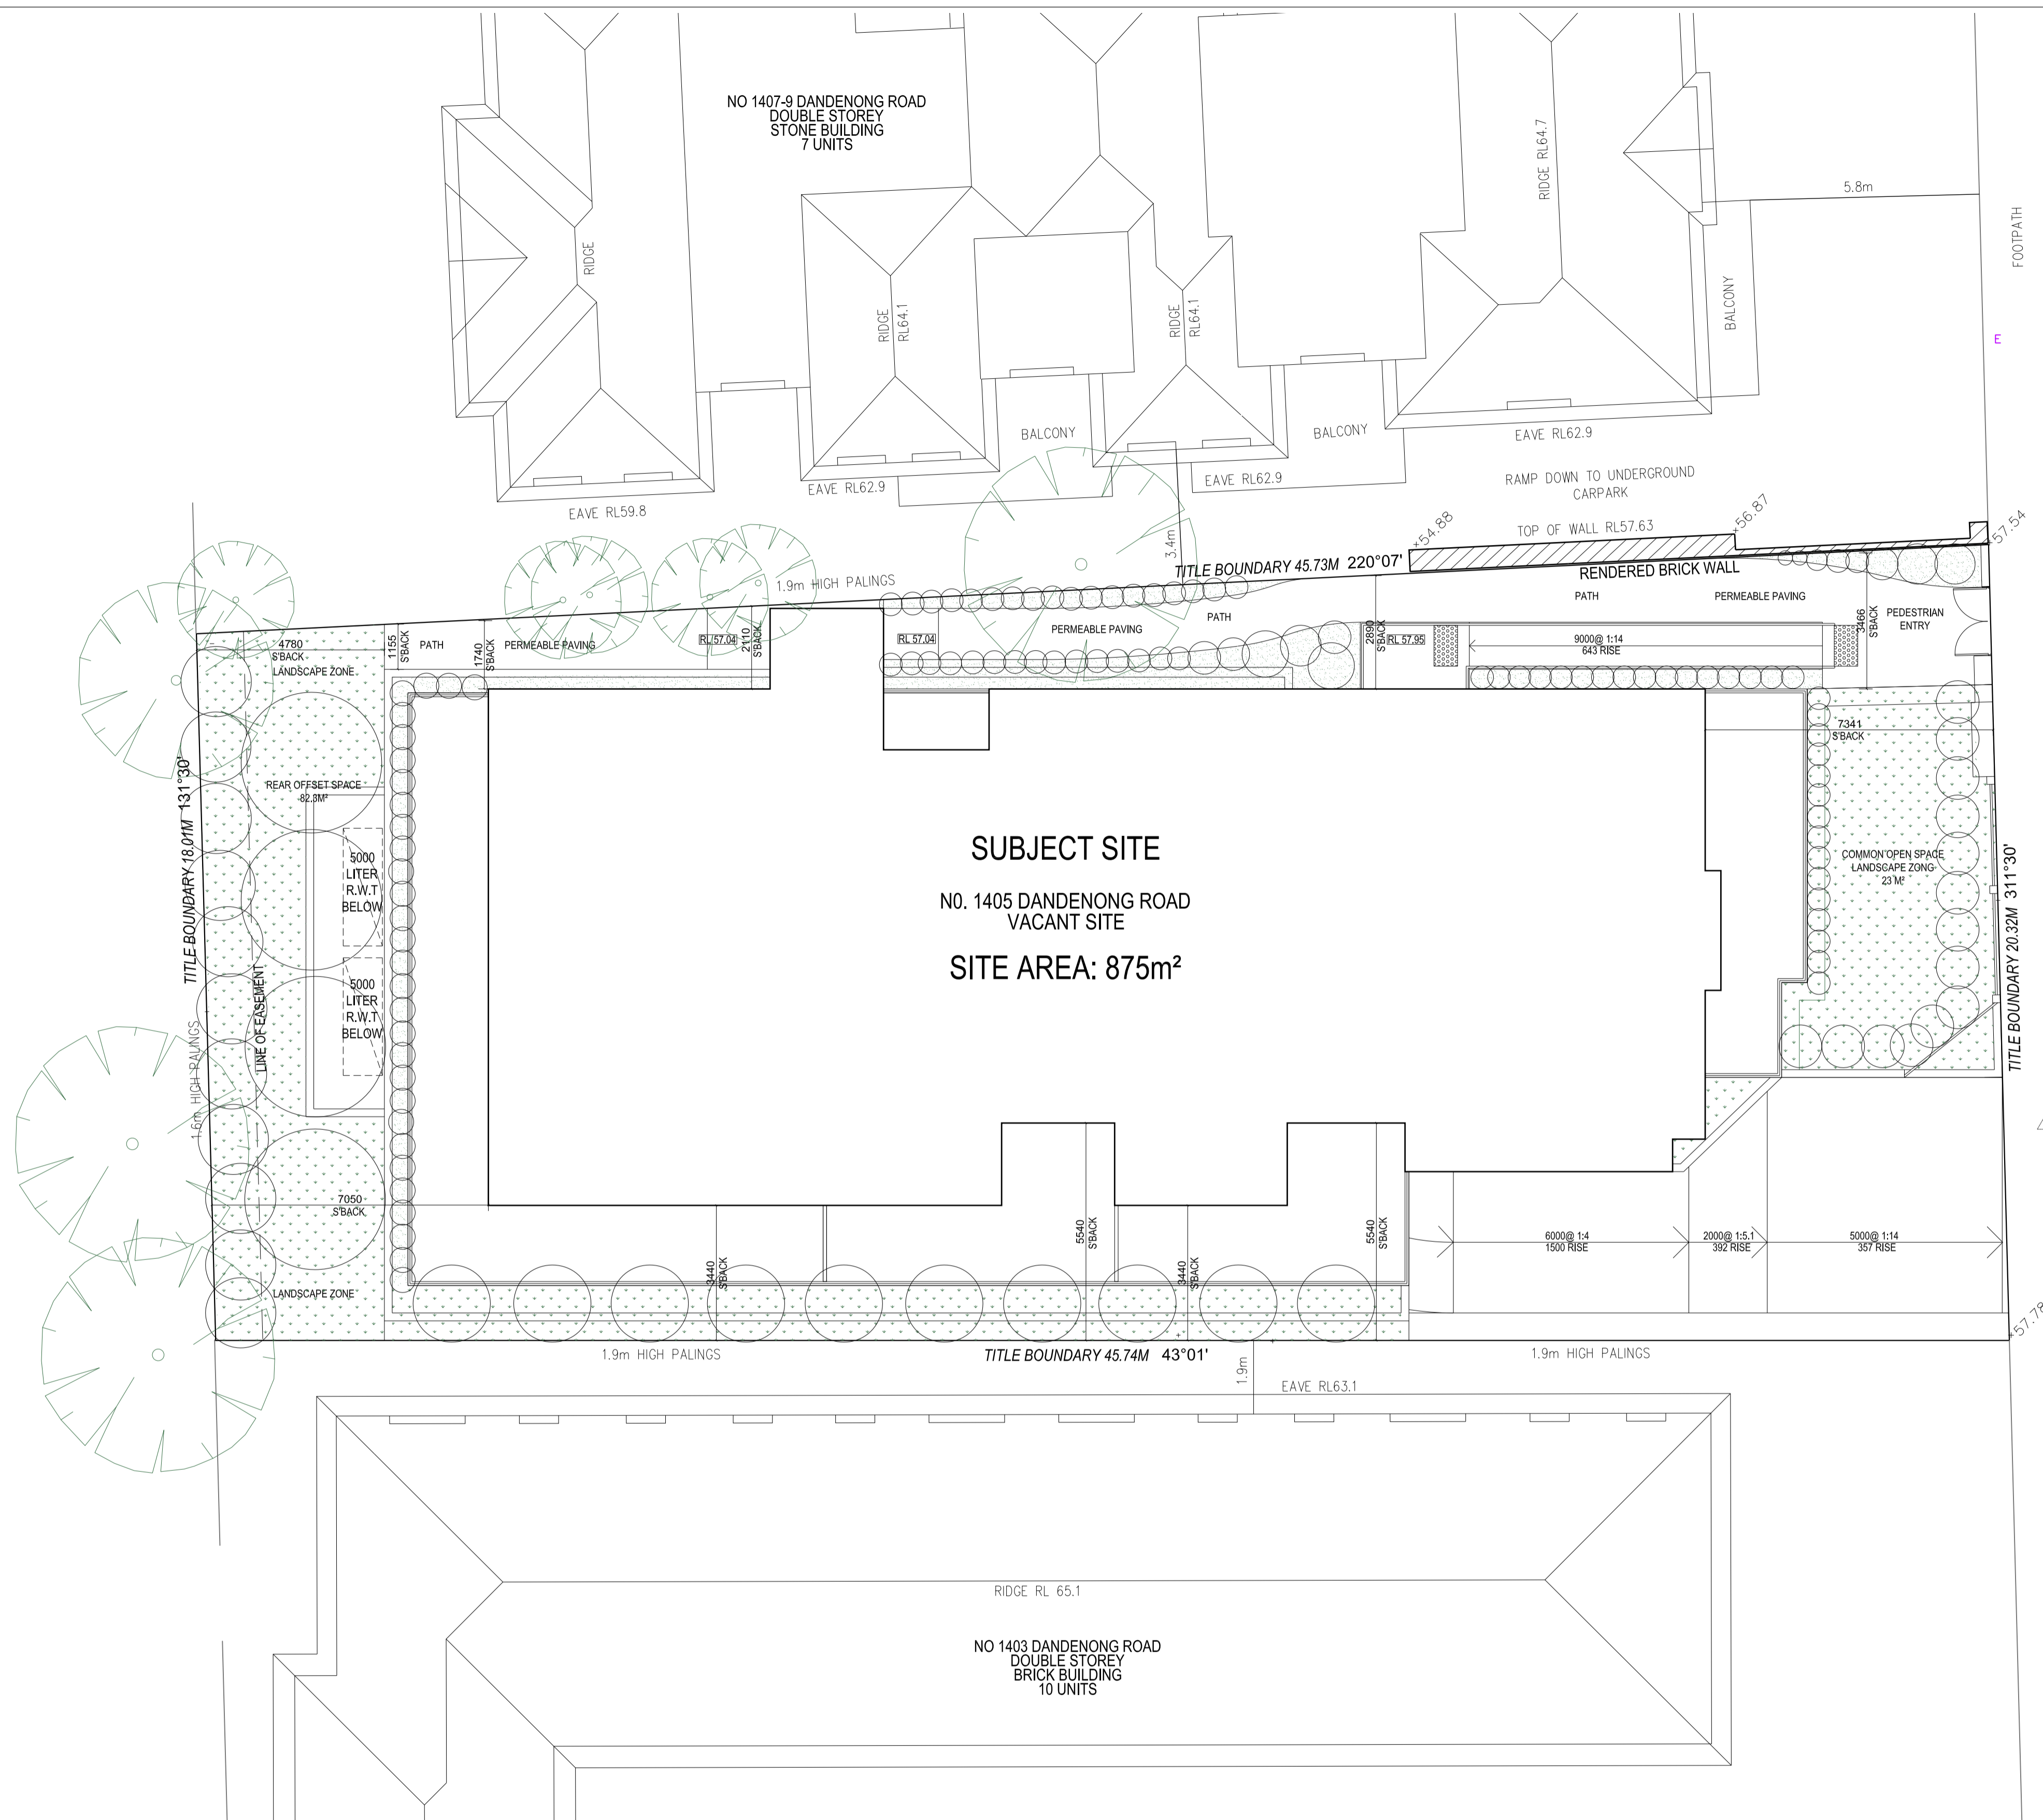 NO 1407-9 DANDENONG ROAD
DOUBLE STOREY
STONE BUILDING
7 UNITS
RIDGE RL64.7
5.8m
FOOTPATH
RIDGE
RIDGE
RL64.1
RIDGE
RL64.1
BALCONY
E
BALCONY
BALCONY
EAVE RL62.9
EAVE RL62.9
EAVE RL62.9
EAVE RL59.8
RAMP DOWN TO UNDERGROUND
CARPARK
TOP OF WALL RL57.63
+54.88
+56.87
+57.54
3.4m
TITLE BOUNDARY 45.73M 220°07'
RENDERED BRICK WALL
1.9m HIGH PALINGS
PATH
PERMEABLE PAVING
PATH
PERMEABLE PAVING
PEDESTRIAN
ENTRY
4780
S'BACK
LANDSCAPE ZONE
1155
S'BACK
PATH
1740
S'BACK
PERMEABLE PAVING
RL 57.04
2110
S'BACK
RL 57.04
2890
S'BACK
RL 57.95
9000@ 1:14
643 RISE
3466
S'BACK
7341
S'BACK
TITLE BOUNDARY 18.01M 131°30'
REAR OFFSET SPACE
82.3M²
5000
LITER
R.W.T
BELOW
5000
LITER
R.W.T
BELOW
LINE OF EASEMENT
1.6m HIGH PALINGS
SUBJECT SITE
N0. 1405 DANDENONG ROAD
VACANT SITE
SITE AREA: 875m²
COMMON OPEN SPACE
LANDSCAPE ZONG
23 M²
TITLE BOUNDARY 20.32M 311°30'
7050
S'BACK
LANDSCAPE ZONE
3440
S'BACK
5540
S'BACK
3440
S'BACK
5540
S'BACK
6000@ 1:4
1500 RISE
2000@ 1:5.1
392 RISE
5000@ 1:14
357 RISE
+57.78
1.9m HIGH PALINGS
TITLE BOUNDARY 45.74M 43°01'
1.9m HIGH PALINGS
1.9m
EAVE RL63.1
RIDGE RL 65.1
NO 1403 DANDENONG ROAD
DOUBLE STOREY
BRICK BUILDING
10 UNITS